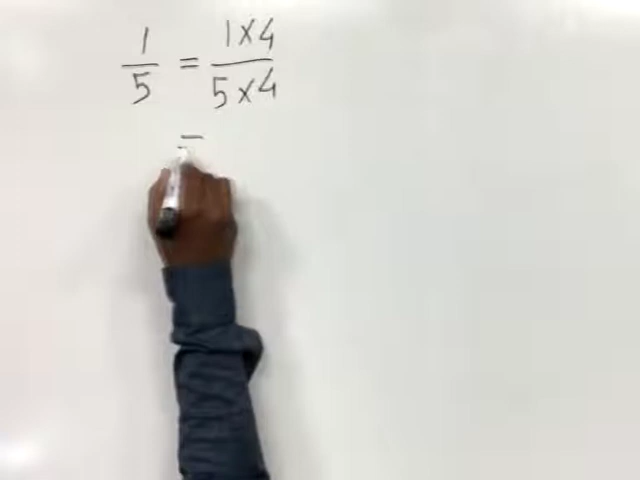 1/5 = 1×4/5×4
=